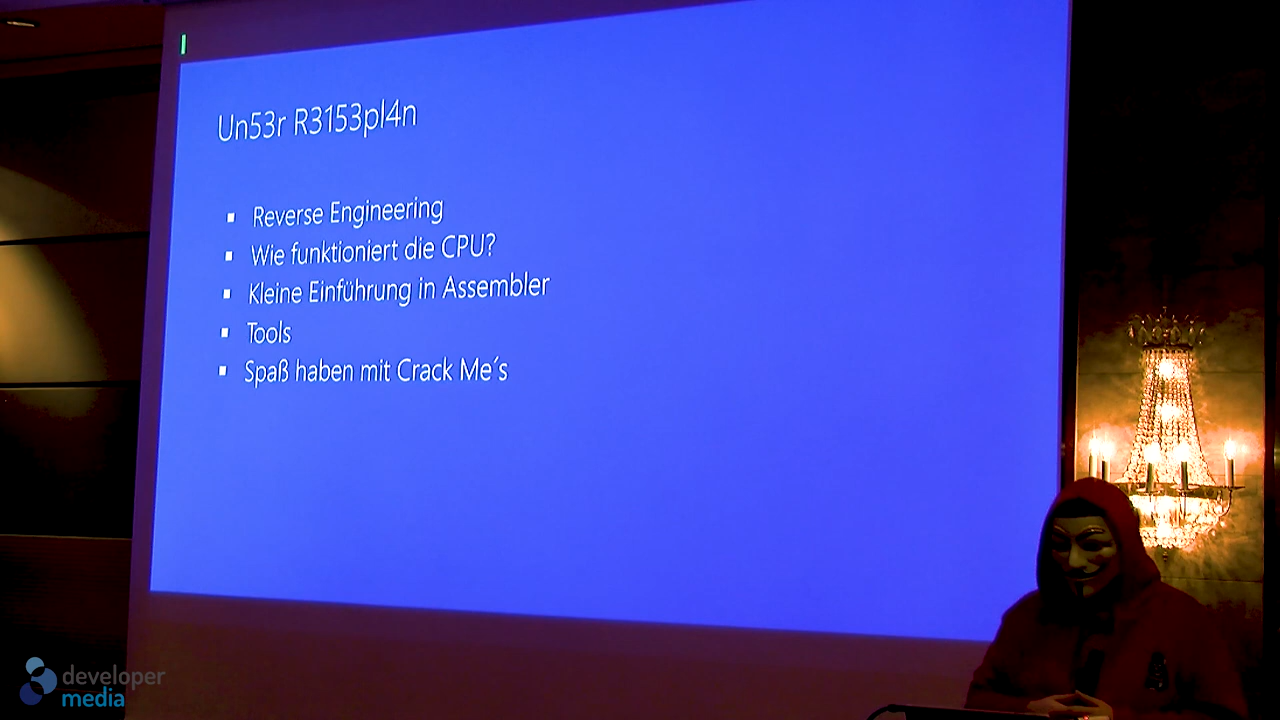 Un53r R3153pl4n
Reverse Engineering
Wie funktioniert die CPU?
Kleine Einführung in Assembler
Tools
Spaß haben mit Crack Me´s
developer
media